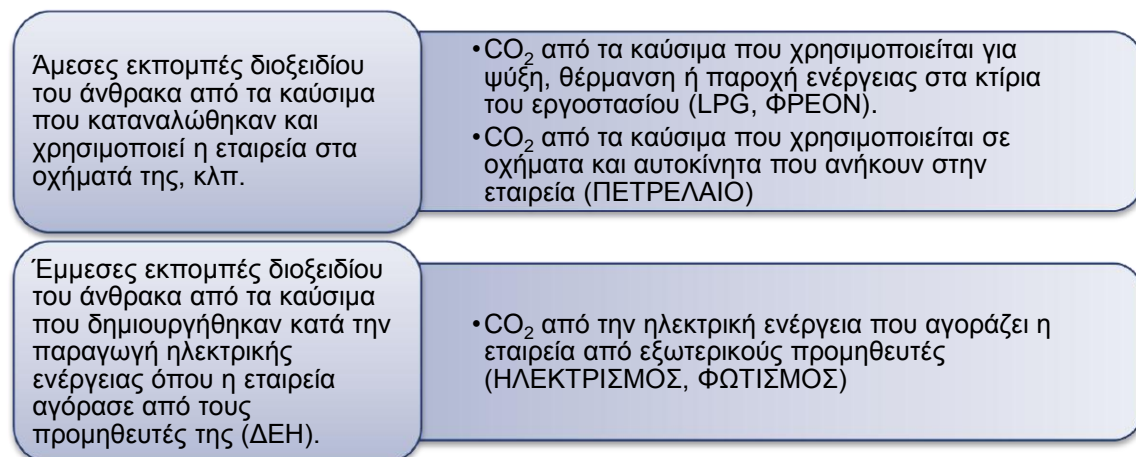 Άμεσες εκπομπές διοξειδίου
του άνθρακα από τα καύσιμα
που καταναλώθηκαν και
χρησιμοποιεί η εταιρεία στα
οχήματά της, κλπ.
•CO₂ από τα καύσιμα που χρησιμοποιείται για
ψύξη, θέρμανση ή παροχή ενέργειας στα κτίρια
του εργοστασίου (LPG, ΦΡΕΟΝ).
•CO₂ από τα καύσιμα που χρησιμοποιείται σε
οχήματα και αυτοκίνητα που ανήκουν στην
εταιρεία (ΠΕΤΡΕΛΑΙΟ)
Έμμεσες εκπομπές διοξειδίου
του άνθρακα από τα καύσιμα
που δημιουργήθηκαν κατά την
παραγωγή ηλεκτρικής
ενέργειας όπου η εταιρεία
αγόρασε από τους
προμηθευτές της (ΔΕΗ).
•CO₂ από την ηλεκτρική ενέργεια που αγοράζει η
εταιρεία από εξωτερικούς προμηθευτές
(ΗΛΕΚΤΡΙΣΜΟΣ, ΦΩΤΙΣΜΟΣ)